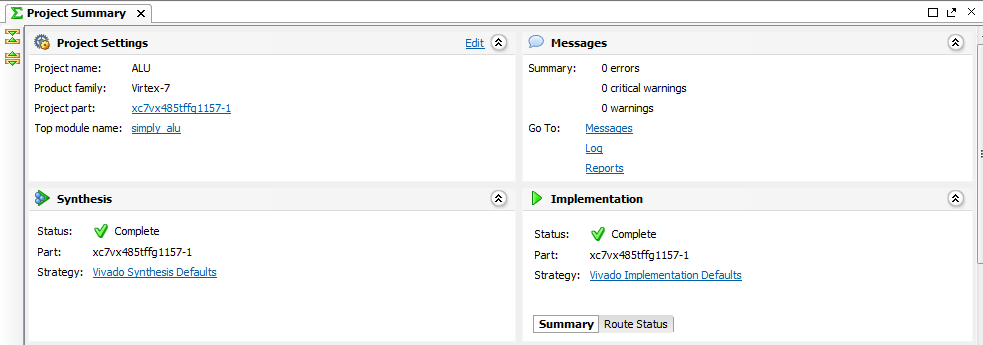 Project Summary
Project Settings
Edit
Project name: ALU
Product family: Virtex-7
Project part: xc7vx485tffg1157-1
Top module name: simply_alu
Messages
Summary: 0 errors
0 critical warnings
0 warnings
Go To: Messages
Log
Reports
Synthesis
Status: Complete
Part: xc7vx485tffg1157-1
Strategy: Vivado Synthesis Defaults
Implementation
Status: Complete
Part: xc7vx485tffg1157-1
Strategy: Vivado Implementation Defaults
Summary Route Status